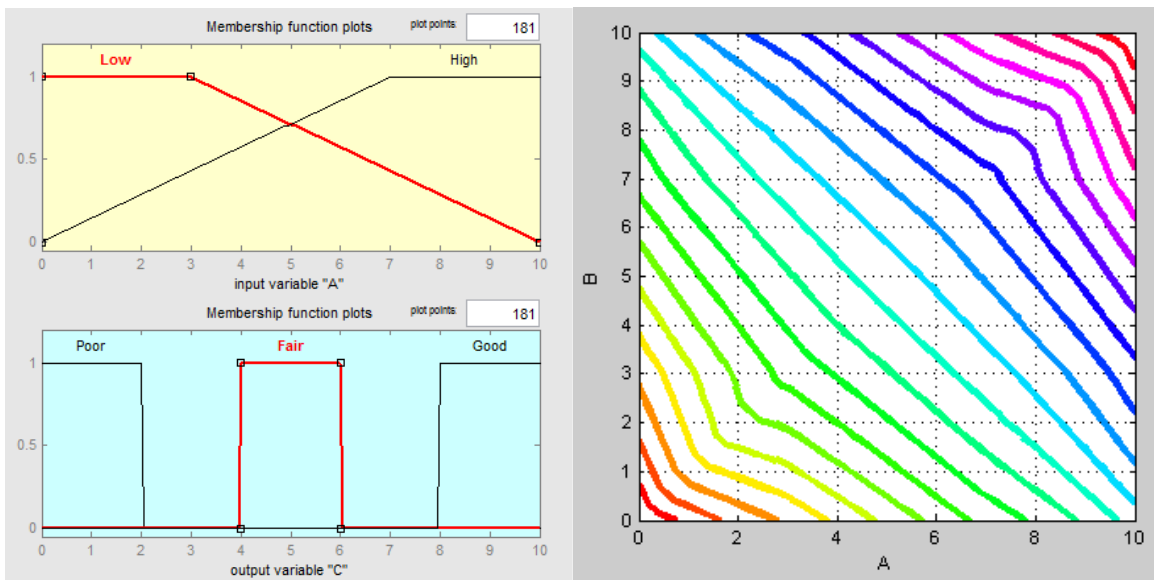 Membership function plots plot points: 181
Low High
1
0.5
0
0 1 2 3 4 5 6 7 8 9 10
input variable "A"
Membership function plots plot points: 181
Poor Fair Good
1
0.5
0
0 1 2 3 4 5 6 7 8 9 10
output variable "C"
10
9
8
7
6
5
4
3
2
1
0
B
0 2 4 6 8 10
A